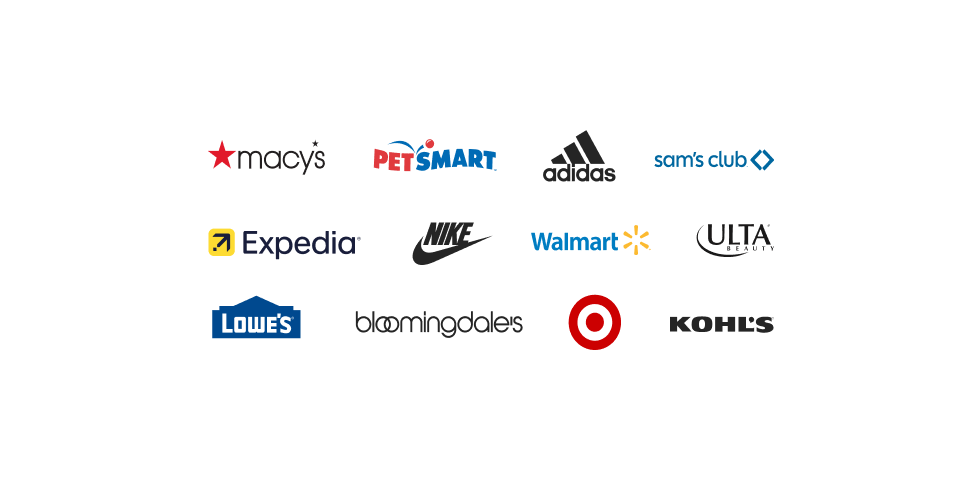 macy's
PETSMART
adidas
sam's club
Expedia
NIKE
Walmart
ULTA
BEAUTY
LOWE'S
bloomingdale's
KOHL'S